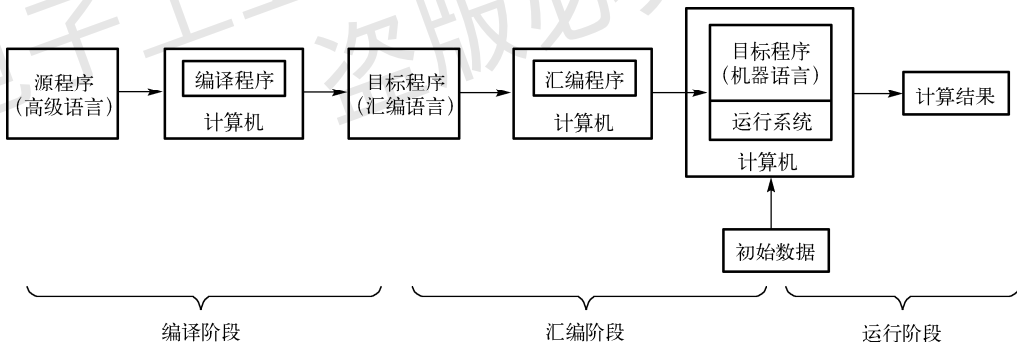 源程序
（高级语言）
编译程序
计算机
目标程序
（汇编语言）
汇编程序
计算机
目标程序
（机器语言）
运行系统
计算机
计算结果
初始数据
编译阶段
汇编阶段
运行阶段